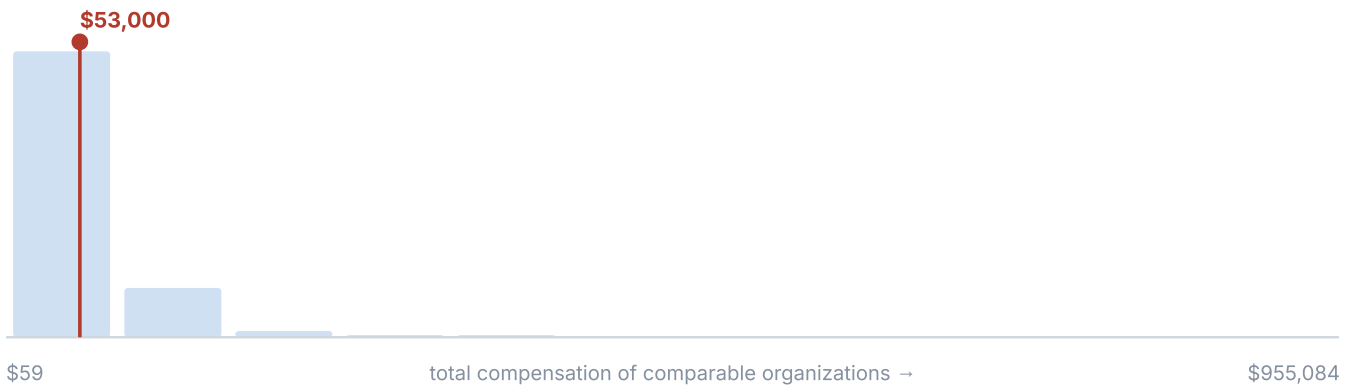 $53,000
$59 total compensation of comparable organizations → $955,084